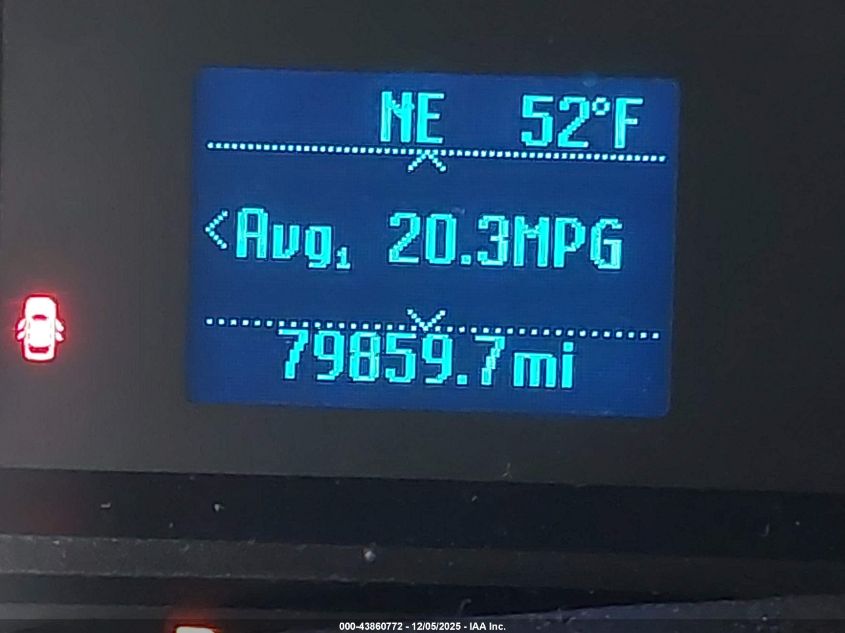 NE 52°F
<Avg1 20.3MPG
79859.7mi
000-43860772 - 12/05/2025 - IAA Inc.